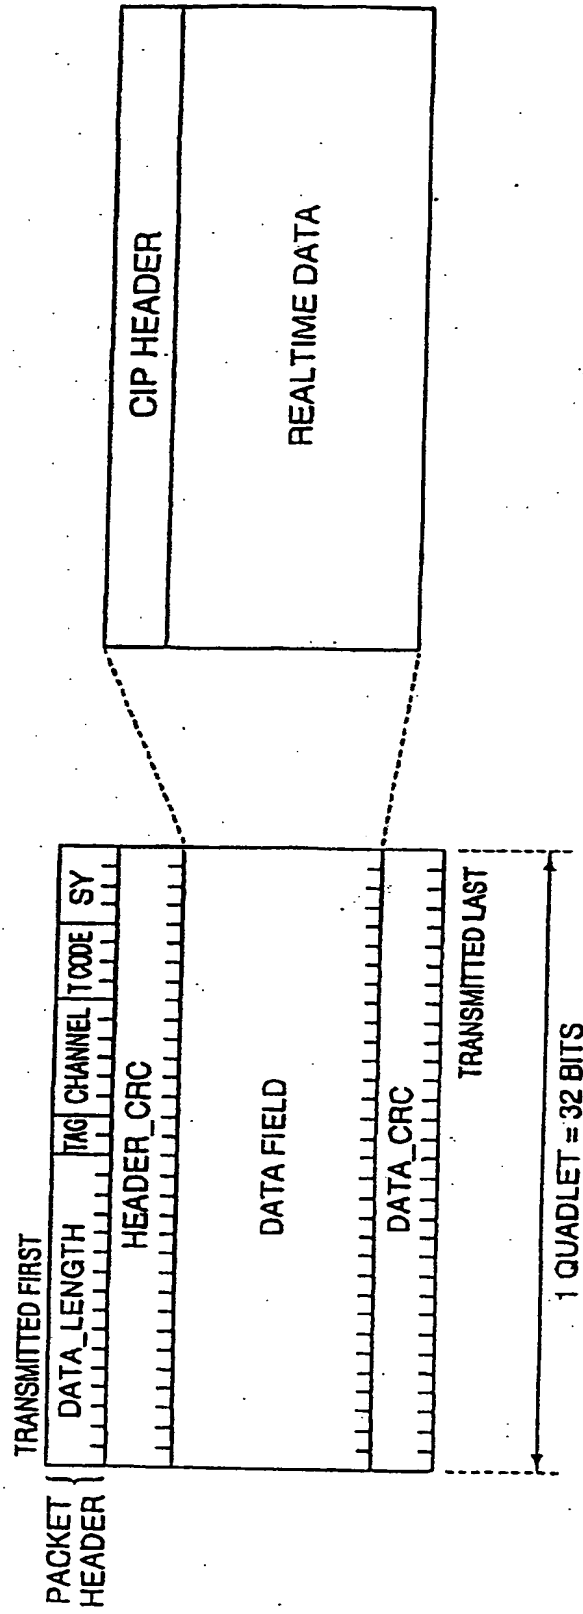 TRANSMITTED FIRST
PACKET
HEADER
DATA_LENGTH TAG CHANNEL TCODE SY
HEADER_CRC
DATA FIELD
DATA_CRC
TRANSMITTED LAST
1 QUADLET = 32 BITS
CIP HEADER
REALTIME DATA